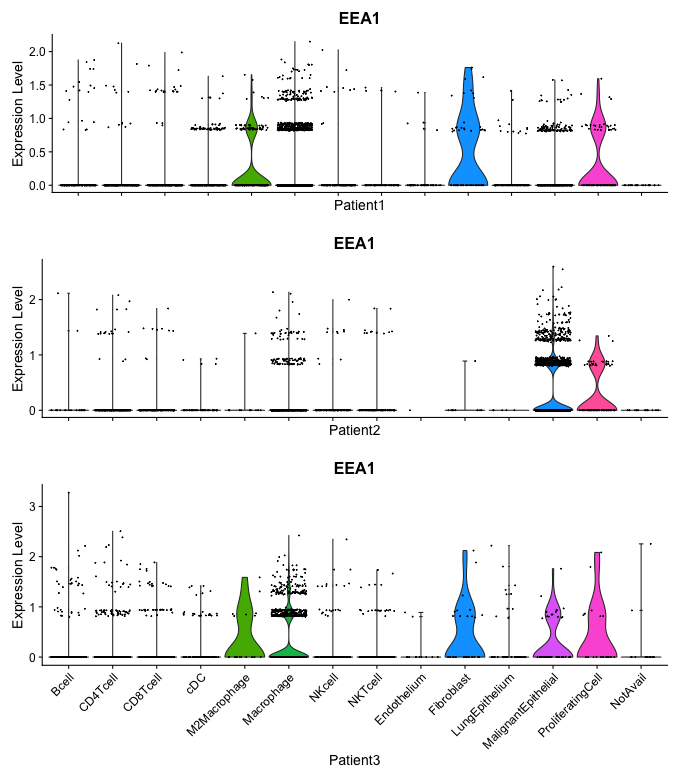 EEA1
Expression Level
2.0
1.5
1.0
0.5
0.0
Patient1
EEA1
Expression Level
2
1
0
Patient2
EEA1
Expression Level
3
2
1
0
Bcell
CD4Tcell
CD8Tcell
cDC
M2Macrophage
Macrophage
NKcell
NKTcell
Endothelium
Fibroblast
LungEpithelium
MalignantEpithelial
ProliferatingCell
NotAvail
Patient3